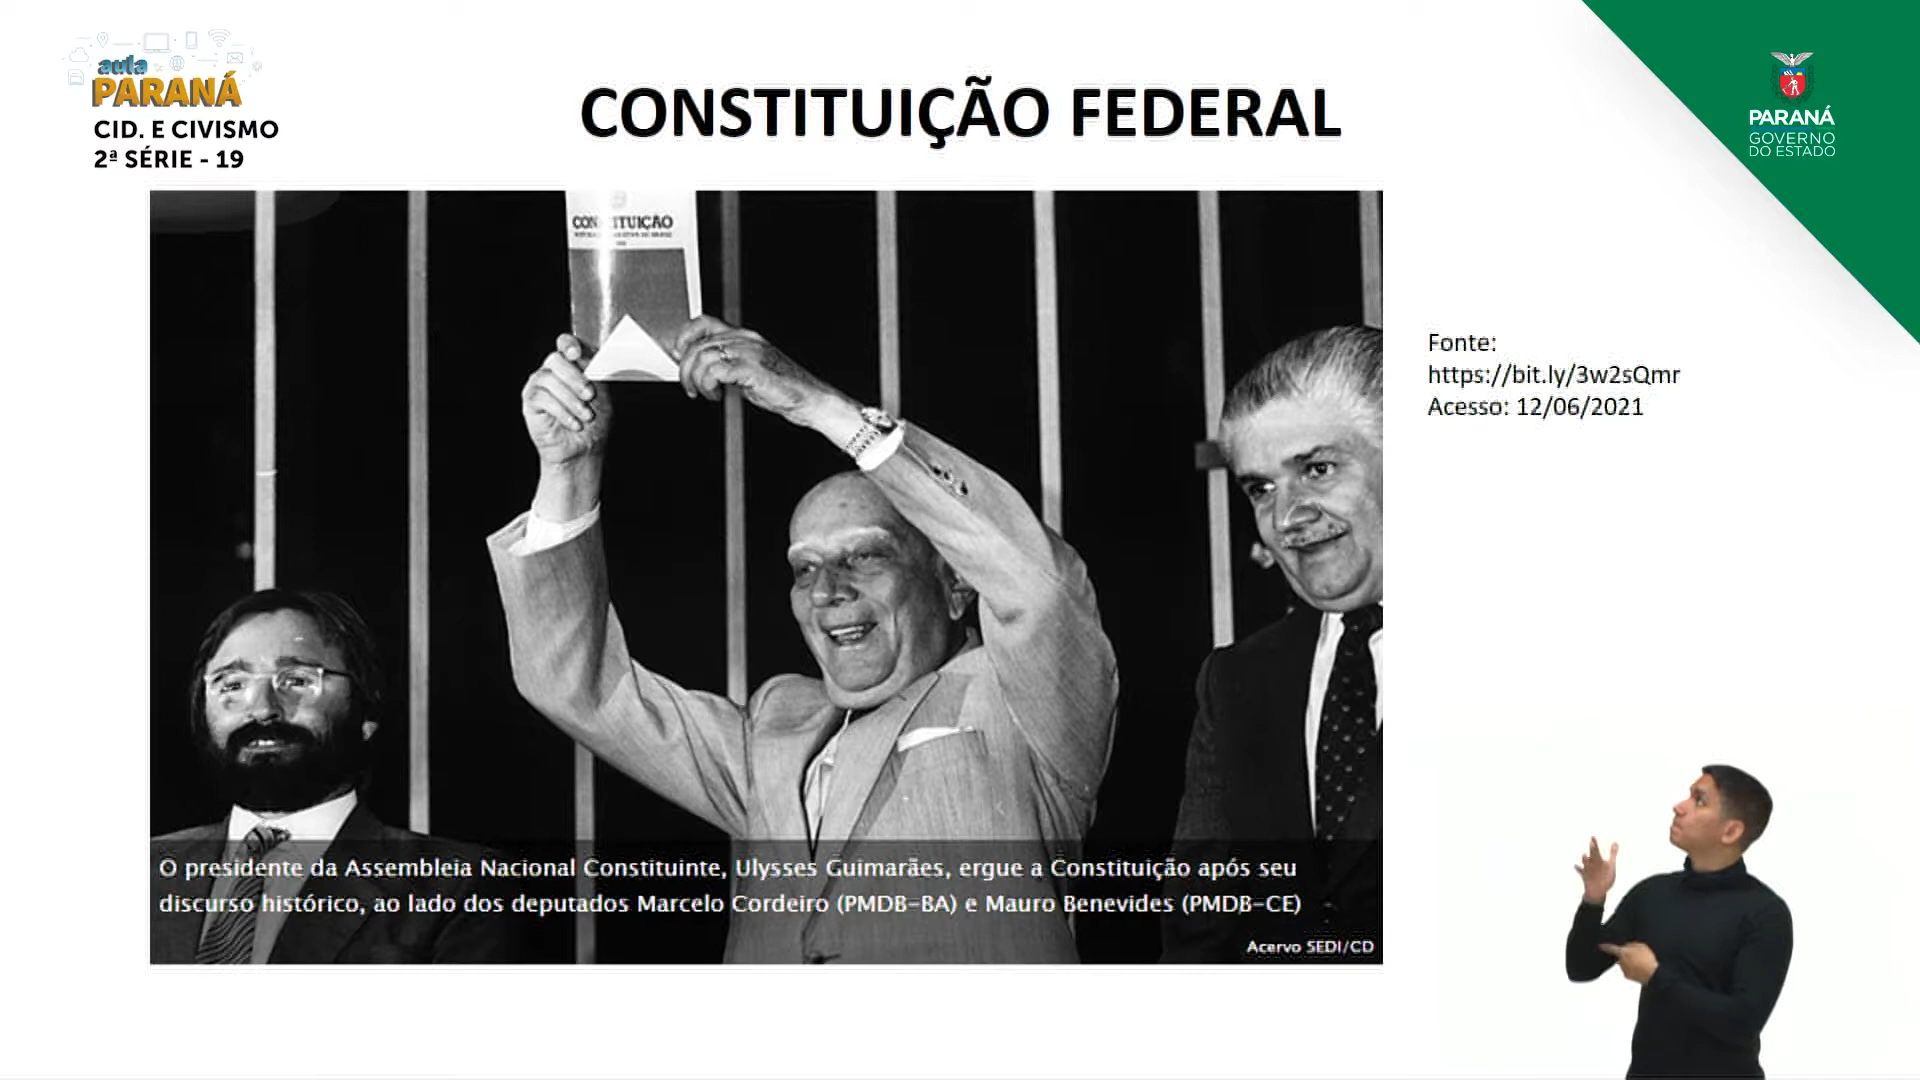 aula
PARANÁ
CID. E CIVISMO
2ª SÉRIE - 19
CONSTITUIÇÃO FEDERAL
PARANÁ
GOVERNO
DO ESTADO
Fonte:
https://bit.ly/3w2sQmr
Acesso: 12/06/2021
O presidente da Assembleia Nacional Constituinte, Ulysses Guimarães, ergue a Constituição após seu
discurso histórico, ao lado dos deputados Marcelo Cordeiro (PMDB-BA) e Mauro Benevides (PMDB-CE)
Acervo SEDI/CD